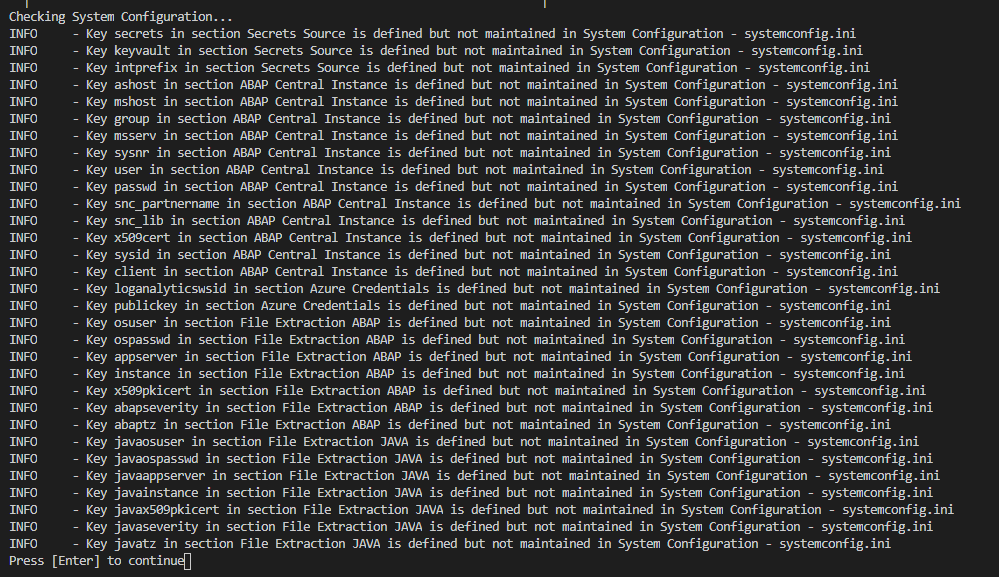 Checking System Configuration...
INFO - Key secrets in section Secrets Source is defined but not maintained in System Configuration - systemconfig.ini
INFO - Key keyvault in section Secrets Source is defined but not maintained in System Configuration - systemconfig.ini
INFO - Key intprefix in section Secrets Source is defined but not maintained in System Configuration - systemconfig.ini
INFO - Key ashost in section ABAP Central Instance is defined but not maintained in System Configuration - systemconfig.ini
INFO - Key mshost in section ABAP Central Instance is defined but not maintained in System Configuration - systemconfig.ini
INFO - Key group in section ABAP Central Instance is defined but not maintained in System Configuration - systemconfig.ini
INFO - Key msserv in section ABAP Central Instance is defined but not maintained in System Configuration - systemconfig.ini
INFO - Key sysnr in section ABAP Central Instance is defined but not maintained in System Configuration - systemconfig.ini
INFO - Key user in section ABAP Central Instance is defined but not maintained in System Configuration - systemconfig.ini
INFO - Key passwd in section ABAP Central Instance is defined but not maintained in System Configuration - systemconfig.ini
INFO - Key snc_partnername in section ABAP Central Instance is defined but not maintained in System Configuration - systemconfig.ini
INFO - Key snc_lib in section ABAP Central Instance is defined but not maintained in System Configuration - systemconfig.ini
INFO - Key x509cert in section ABAP Central Instance is defined but not maintained in System Configuration - systemconfig.ini
INFO - Key sysid in section ABAP Central Instance is defined but not maintained in System Configuration - systemconfig.ini
INFO - Key client in section ABAP Central Instance is defined but not maintained in System Configuration - systemconfig.ini
INFO - Key loganalyticswsid in section Azure Credentials is defined but not maintained in System Configuration - systemconfig.ini
INFO - Key publickey in section Azure Credentials is defined but not maintained in System Configuration - systemconfig.ini
INFO - Key osuser in section File Extraction ABAP is defined but not maintained in System Configuration - systemconfig.ini
INFO - Key ospasswd in section File Extraction ABAP is defined but not maintained in System Configuration - systemconfig.ini
INFO - Key appserver in section File Extraction ABAP is defined but not maintained in System Configuration - systemconfig.ini
INFO - Key instance in section File Extraction ABAP is defined but not maintained in System Configuration - systemconfig.ini
INFO - Key x509pkicert in section File Extraction ABAP is defined but not maintained in System Configuration - systemconfig.ini
INFO - Key abapseverity in section File Extraction ABAP is defined but not maintained in System Configuration - systemconfig.ini
INFO - Key abaptz in section File Extraction ABAP is defined but not maintained in System Configuration - systemconfig.ini
INFO - Key javaosuser in section File Extraction JAVA is defined but not maintained in System Configuration - systemconfig.ini
INFO - Key javaospasswd in section File Extraction JAVA is defined but not maintained in System Configuration - systemconfig.ini
INFO - Key javaappserver in section File Extraction JAVA is defined but not maintained in System Configuration - systemconfig.ini
INFO - Key javainstance in section File Extraction JAVA is defined but not maintained in System Configuration - systemconfig.ini
INFO - Key javax509pkicert in section File Extraction JAVA is defined but not maintained in System Configuration - systemconfig.ini
INFO - Key javaseverity in section File Extraction JAVA is defined but not maintained in System Configuration - systemconfig.ini
INFO - Key javatz in section File Extraction JAVA is defined but not maintained in System Configuration - systemconfig.ini
Press [Enter] to continue